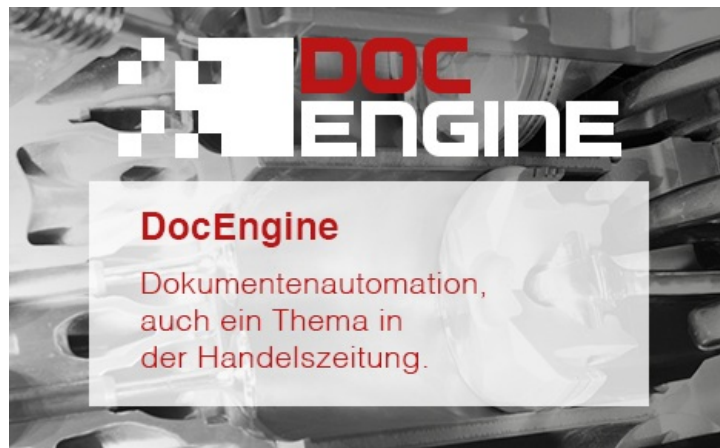 DOC
ENGINE
DocEngine
Dokumentenautomation,
auch ein Thema in
der Handelszeitung.